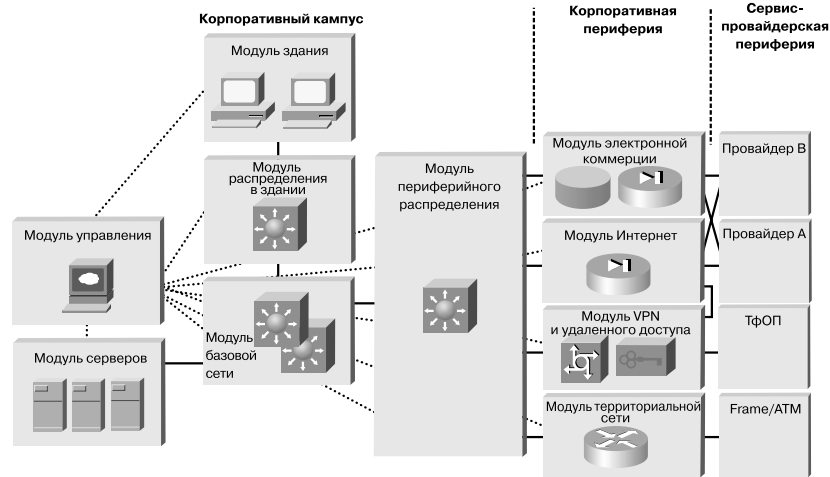 Корпоративный кампус
Корпоративная
периферия
Сервис-
провайдерская
периферия
Модуль здания
Модуль
распределения
в здании
Модуль управления
Модуль серверов
Модуль
базовой
сети
Модуль
периферийного
распределения
Модуль электронной
коммерции
Модуль Интернет
Модуль VPN
и удаленного доступа
Модуль территориальной
сети
Провайдер B
Провайдер A
ТфОП
Frame/ATM